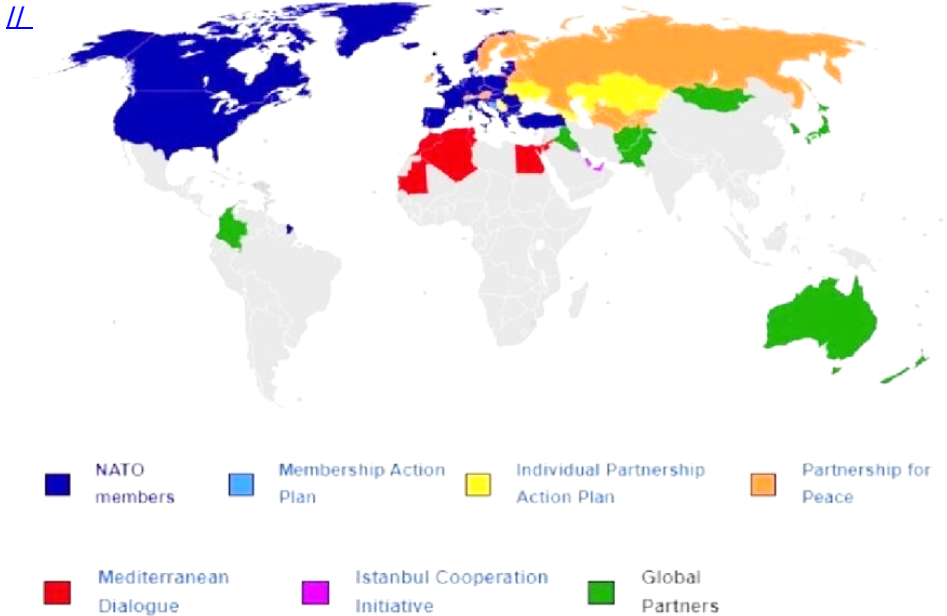 //
NATO
members
Membership Action
Plan
Individual Partnership
Action Plan
Partnership for
Peace
Mediterranean
Dialogue
Istanbul Cooperation
Initiative
Global
Partners